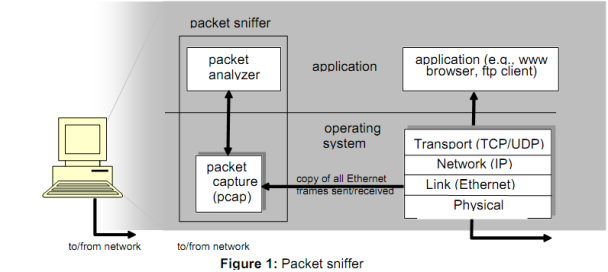 packet sniffer
packet
analyzer
application
application (e.g., www
browser, ftp client)
operating
system
packet
capture
(pcap)
copy of all Ethernet
frames sent/received
Transport (TCP/UDP)
Network (IP)
Link (Ethernet)
Physical
to/from network
to/from network
Figure 1: Packet sniffer